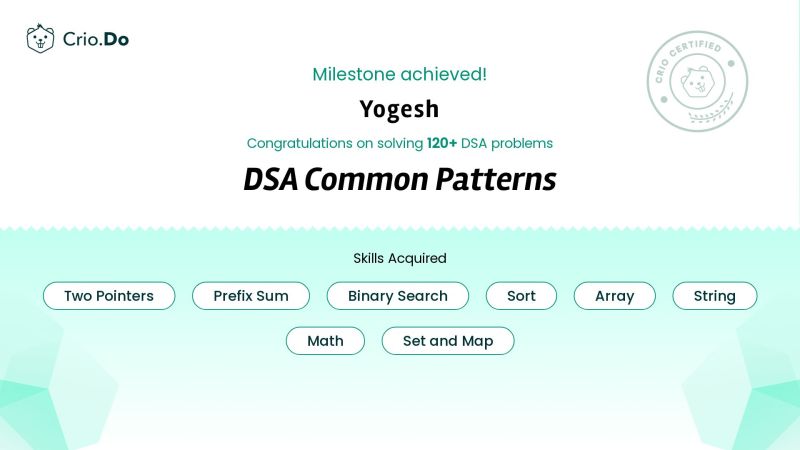 Crio.Do
CRIO CERTIFIED
Milestone achieved!
Yogesh
Congratulations on solving 120+ DSA problems
DSA Common Patterns
Skills Acquired
Two Pointers
Prefix Sum
Binary Search
Sort
Array
String
Math
Set and Map